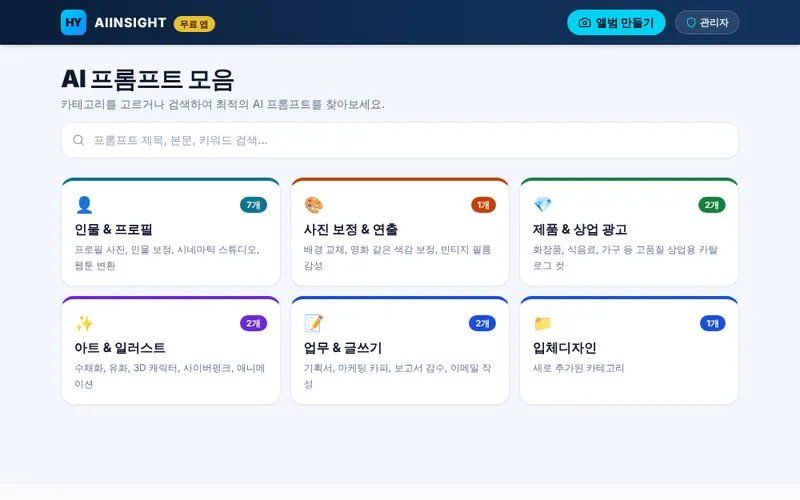 HY AIINSIGHT 무료 앱 앨범 만들기 관리자
AI 프롬프트 모음
카테고리를 고르거나 검색하여 최적의 AI 프롬프트를 찾아보세요.
프롬프트 제목, 본문, 키워드 검색...
7개
인물 & 프로필
프로필 사진, 인물 보정, 시네마틱 스튜디오,
웹툰 변환
1개
사진 보정 & 연출
배경 교체, 영화 같은 색감 보정, 빈티지 필름
감성
2개
제품 & 상업 광고
화장품, 식음료, 가구 등 고품질 상업용 카탈
로그 컷
2개
아트 & 일러스트
수채화, 유화, 3D 캐릭터, 사이버펑크, 애니메
이션
2개
업무 & 글쓰기
기획서, 마케팅 카피, 보고서 감수, 이메일 작
성
1개
입체디자인
새로 추가된 카테고리